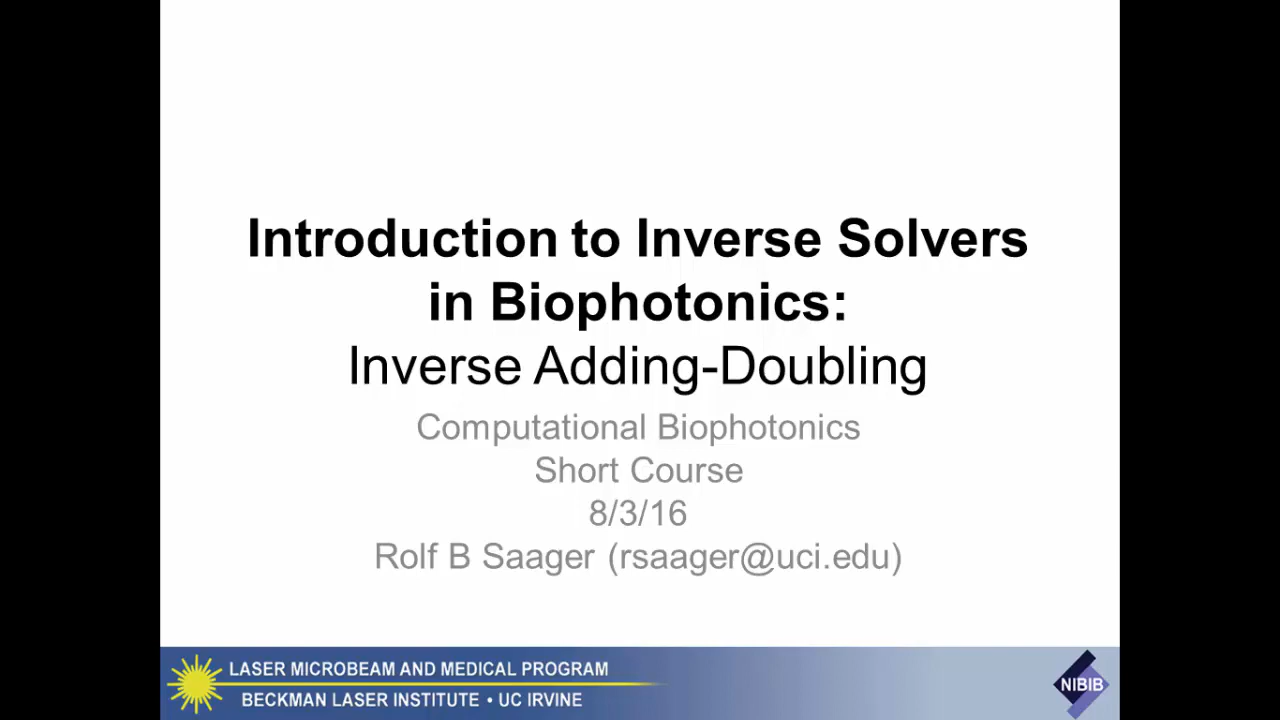 Introduction to Inverse Solvers
in Biophotonics:
Inverse Adding-Doubling
Computational Biophotonics
Short Course
8/3/16
Rolf B Saager (rsaager@uci.edu)
LASER MICROBEAM AND MEDICAL PROGRAM
BECKMAN LASER INSTITUTE • UC IRVINE
NIBIB